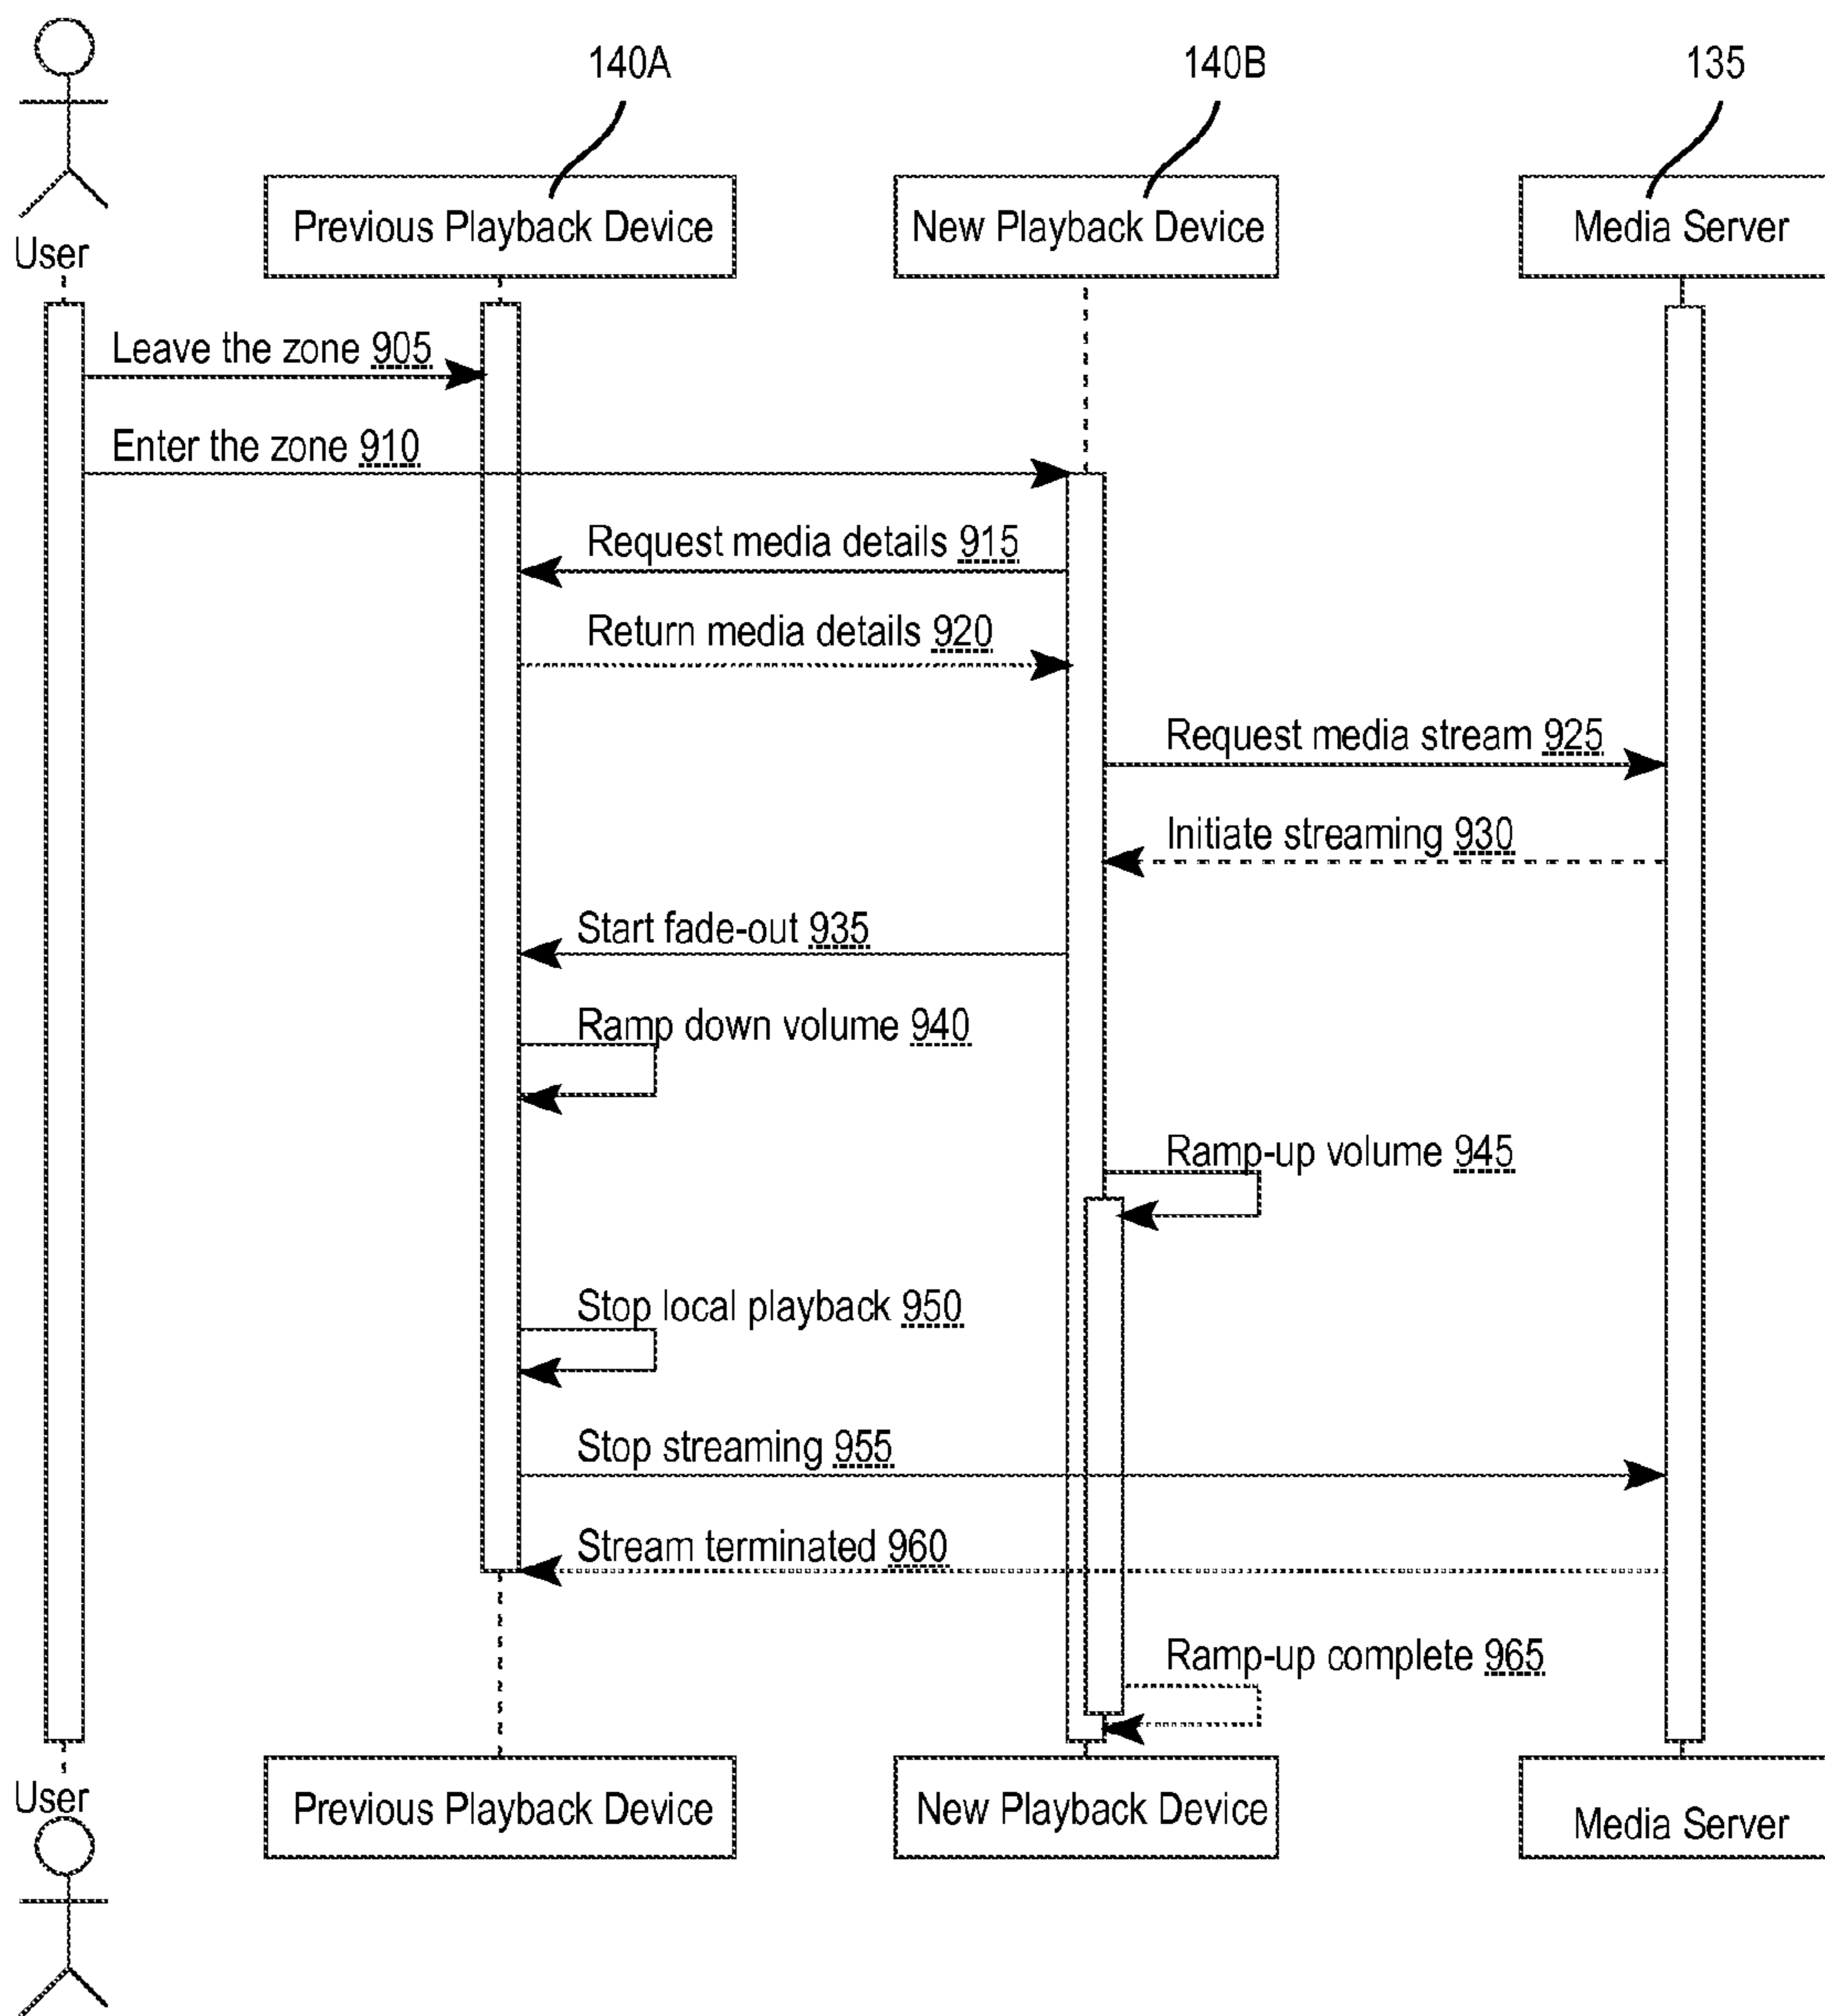 140A
140B
135
User
Previous Playback Device
New Playback Device
Media Server
Leave the zone 905
Enter the zone 910
Request media details 915
Return media details 920
Request media stream 925
Initiate streaming 930
Start fade-out 935
Ramp down volume 940
Ramp-up volume 945
Stop local playback 950
Stop streaming 955
Stream terminated 960
Ramp-up complete 965
User
Previous Playback Device
New Playback Device
Media Server